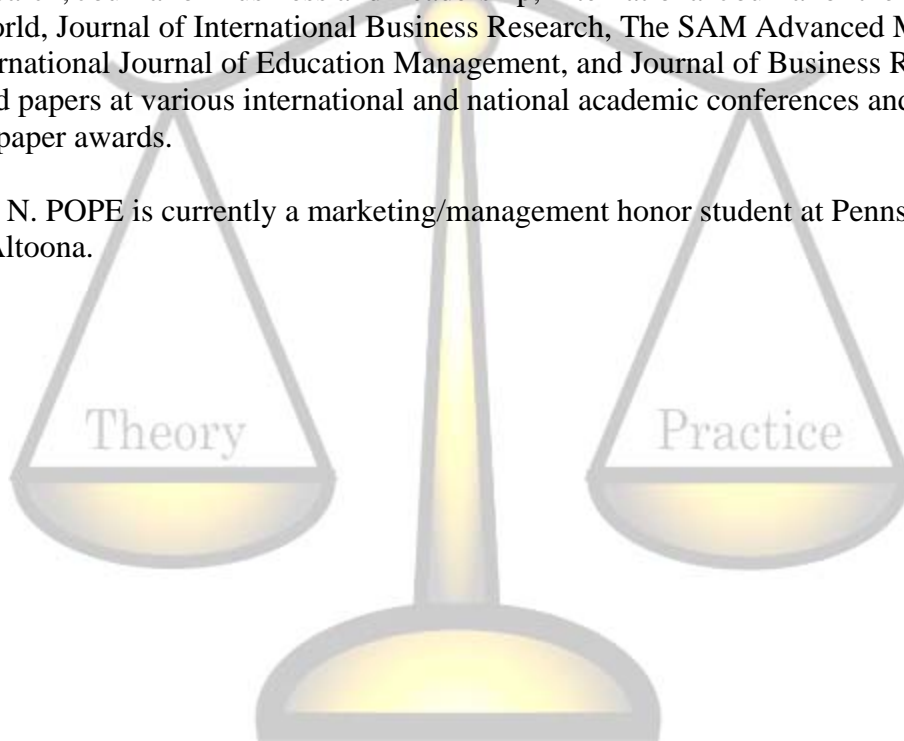 orld, Journal of International Business Research, The SAM Advanced M
rnational Journal of Education Management, and Journal of Business R
d papers at various international and national academic conferences and
paper awards.
N. POPE is currently a marketing/management honor student at Penns
Altoona.
Theory
Practice